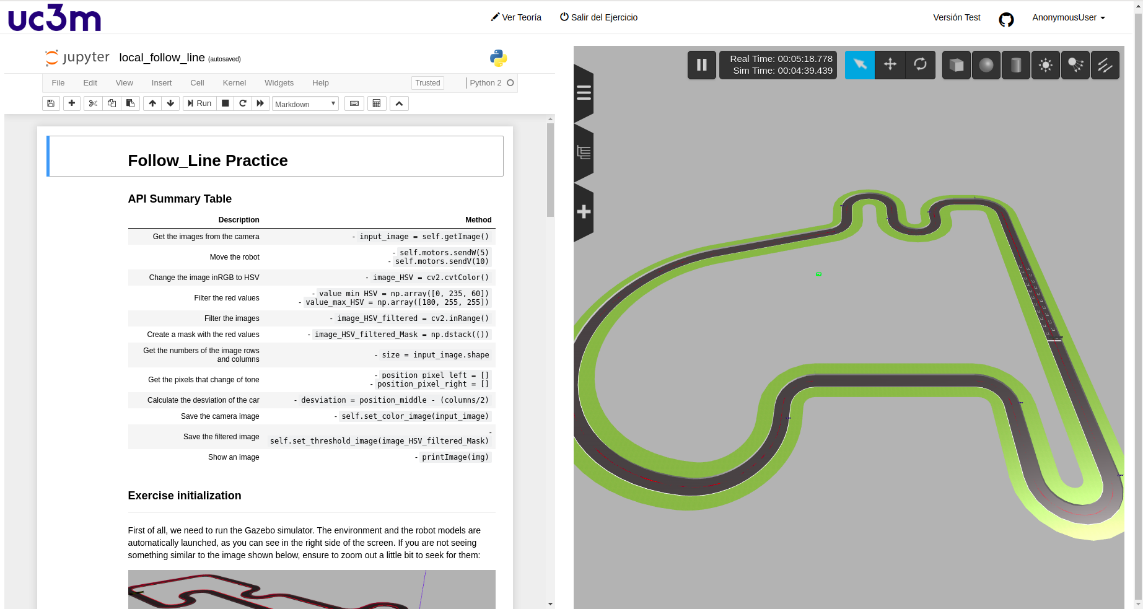 uc3m
Ver Teoría
Salir del Ejercicio
Versión Test
AnonymousUser
jupyter
local_follow_line (autosaved)
File Edit View Insert Cell Kernel Widgets Help
Trusted
Python 2
Run
Markdown
Follow_Line Practice
API Summary Table
Description Method
Get the images from the camera - input_image = self.getImage()
Move the robot - self.motors.sendW(5)
- self.motors.sendV(10)
Change the image inRGB to HSV - image_HSV = cv2.cvtColor()
Filter the red values - value_min_HSV = np.array([0, 235, 60])
- value_max_HSV = np.array([180, 255, 255])
Filter the images - image_HSV_filtered = cv2.inRange()
Create a mask with the red values - image_HSV_filtered_Mask = np.dstack(())
Get the numbers of the image rows
and columns - size = input_image.shape
Get the pixels that change of tone - position_pixel_left = []
- position_pixel_right = []
Calculate the desviation of the car - desviation = position_middle - (columns/2)
Save the camera image - self.set_color_image(input_image)
Save the filtered image -
self.set_threshold_image(image_HSV_filtered_Mask)
Show an image - printImage(img)
Exercise initialization
First of all, we need to run the Gazebo simulator. The environment and the robot models are
automatically launched, as you can see in the right side of the screen. If you are not seeing
something similar to the image shown below, ensure to zoom out a little bit to seek for them:
Real Time: 00:05:18.778
Sim Time: 00:04:39.439